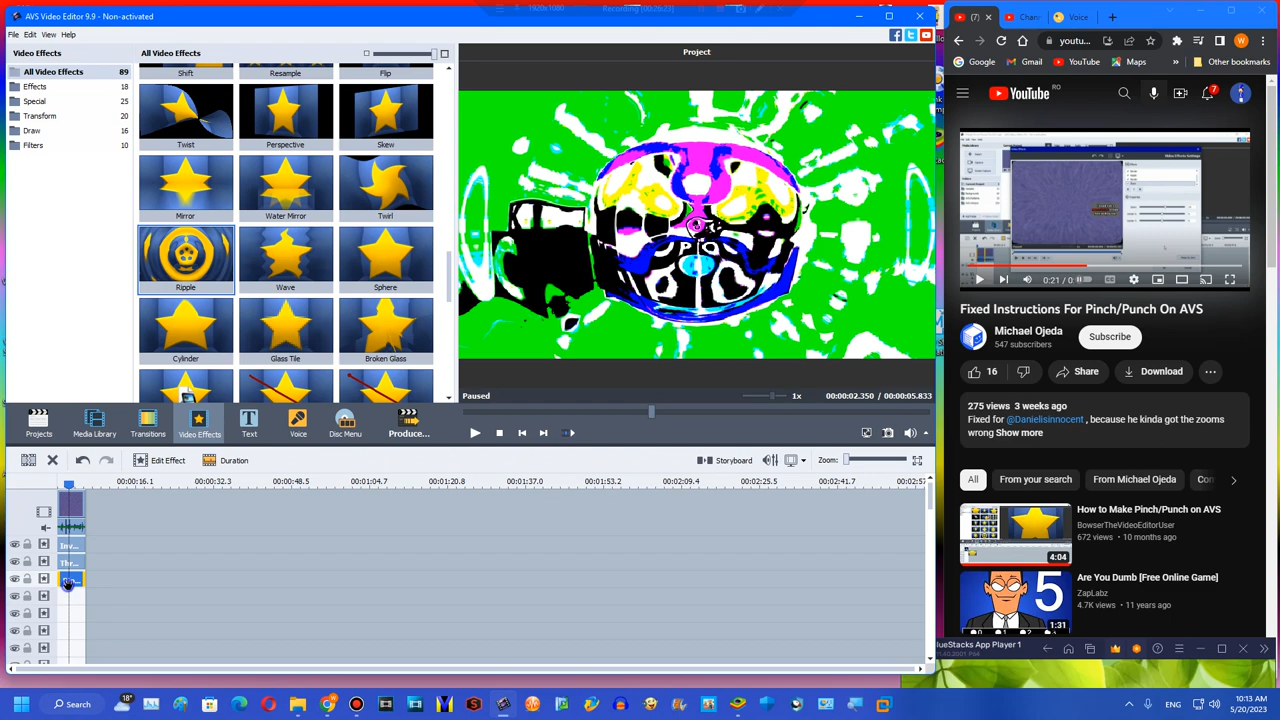 AVS Video Editor 9.9 - Non-activated
1920x1080
Recording [00:26:23]
File Edit View Help
Video Effects
All Video Effects 89
Effects 18
Special 25
Transform 20
Draw 16
Filters 10
All Video Effects
Shift Resample Flip
Twist Perspective Skew
Mirror Water Mirror Twirl
Ripple Wave Sphere
Cylinder Glass Tile Broken Glass
Project
Paused
1x
00:00:02.350 / 00:00:05.833
Projects Media Library Transitions Video Effects Text Voice Disc Menu Produce...
Edit Effect Duration
Storyboard
Zoom:
00:00:16.1 00:00:32.3 00:00:48.5 00:01:04.7 00:01:20.8 00:01:37.0 00:01:53.2 00:02:09.4 00:02:25.6 00:02:41.7 00:02:57
Inv...
Thr...
(7)
Chan
Voice
youtu...
Google Gmail YouTube Maps Other bookmarks
YouTube RO
7
0:21 / 0:
Fixed Instructions For Pinch/Punch On AVS
Michael Ojeda
547 subscribers
Subscribe
16
Share
Download
275 views 3 weeks ago
Fixed for @Danielisinnocent , because he kinda got the zooms
wrong Show more
All From your search From Michael Ojeda Con
How to Make Pinch/Punch on AVS
BowserTheVideoEditorUser
672 views • 10 months ago
4:04
Are You Dumb [Free Online Game]
ZapLabz
4.7K views • 11 years ago
5
1:31
lueStacks App Player 1
Search
18°
ENG
10:13 AM
5/20/2023